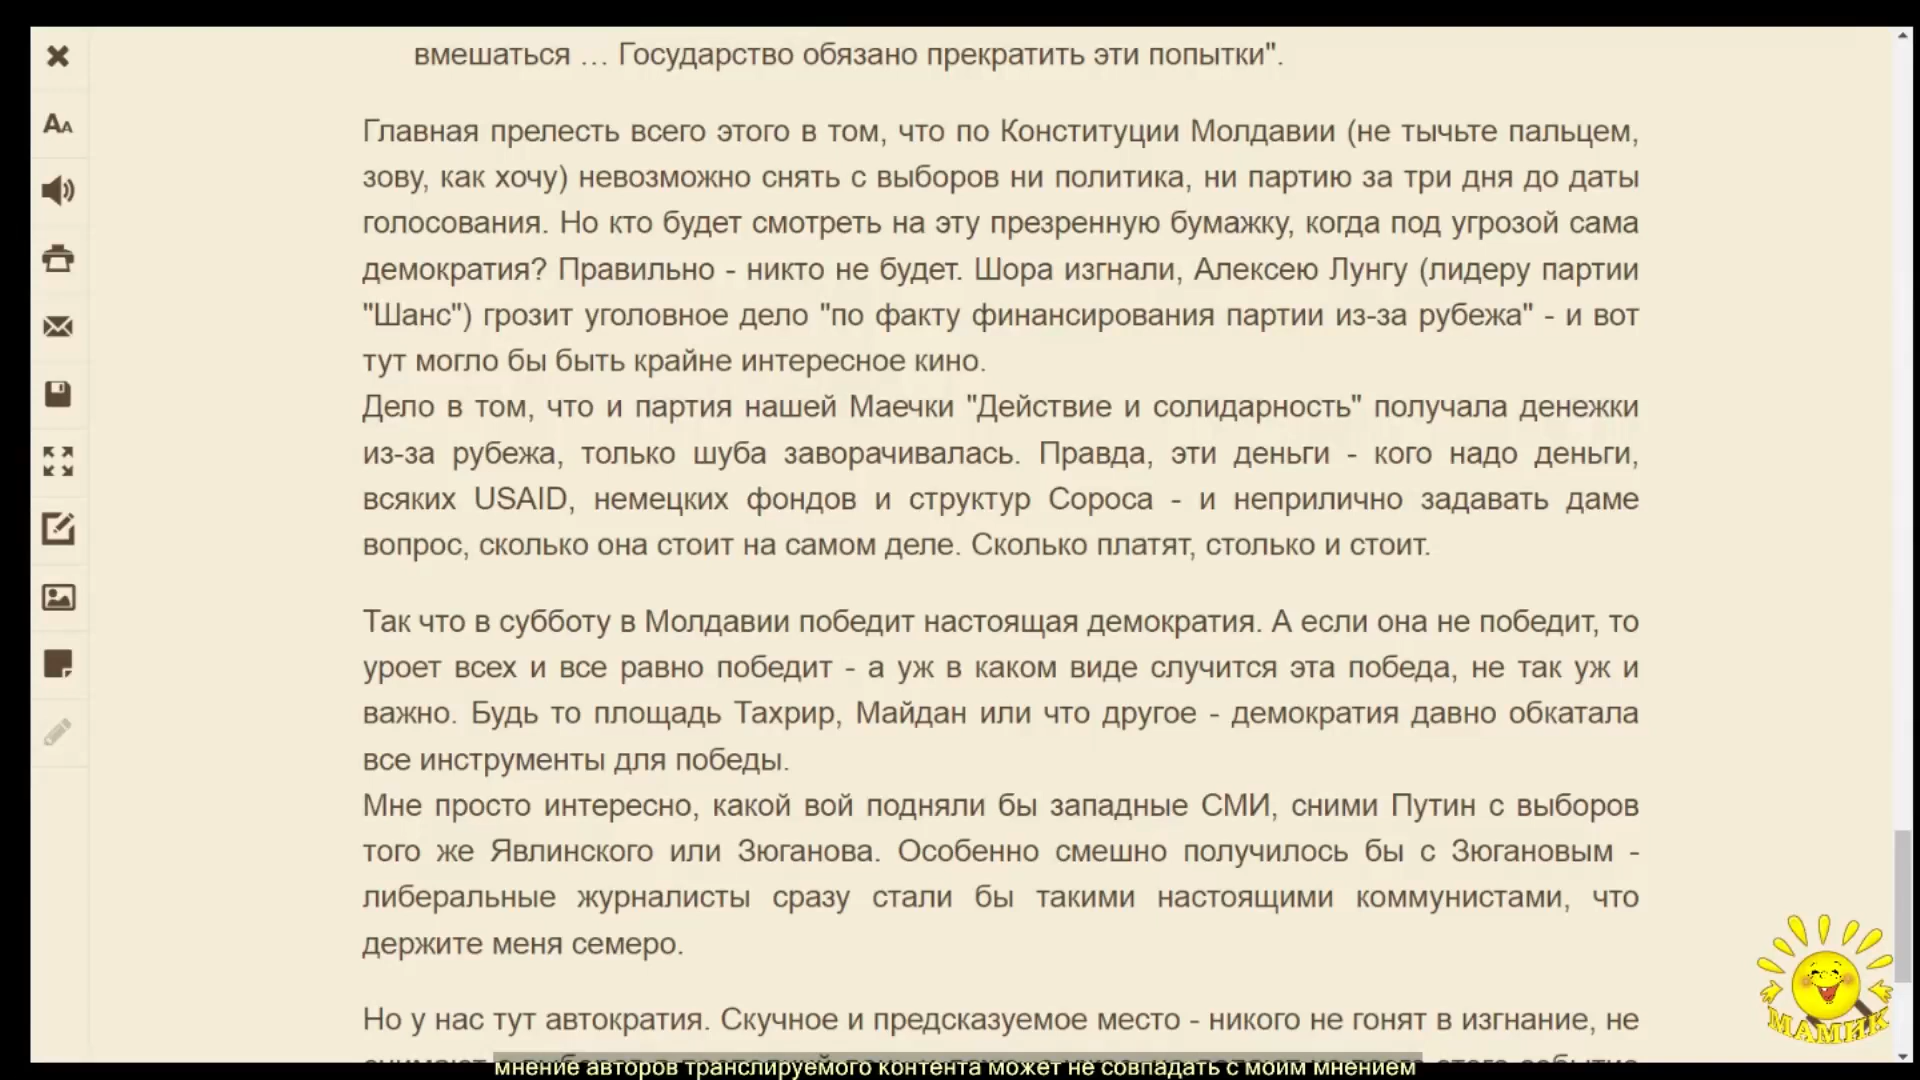 вмешаться … Государство обязано прекратить эти попытки".
Главная прелесть всего этого в том, что по Конституции Молдавии (не тычьте пальцем,
зову, как хочу) невозможно снять с выборов ни политика, ни партию за три дня до даты
голосования. Но кто будет смотреть на эту презренную бумажку, когда под угрозой сама
демократия? Правильно - никто не будет. Шора изгнали, Алексею Лунгу (лидеру партии
"Шанс") грозит уголовное дело "по факту финансирования партии из-за рубежа" - и вот
тут могло бы быть крайне интересное кино.
Дело в том, что и партия нашей Маечки "Действие и солидарность" получала денежки
из-за рубежа, только шуба заворачивалась. Правда, эти деньги - кого надо деньги,
всяких USAID, немецких фондов и структур Сороса - и неприлично задавать даме
вопрос, сколько она стоит на самом деле. Сколько платят, столько и стоит.
Так что в субботу в Молдавии победит настоящая демократия. А если она не победит, то
уроет всех и все равно победит - а уж в каком виде случится эта победа, не так уж и
важно. Будь то площадь Тахрир, Майдан или что другое - демократия давно обкатала
все инструменты для победы.
Мне просто интересно, какой вой подняли бы западные СМИ, сними Путин с выборов
того же Явлинского или Зюганова. Особенно смешно получилось бы с Зюгановым -
либеральные журналисты сразу стали бы такими настоящими коммунистами, что
держите меня семеро.
Но у нас тут автократия. Скучное и предсказуемое место - никого не гонят в изгнание, не
мнение авторов транслируемого контента может не совпадать с моим мнением
МАМИК